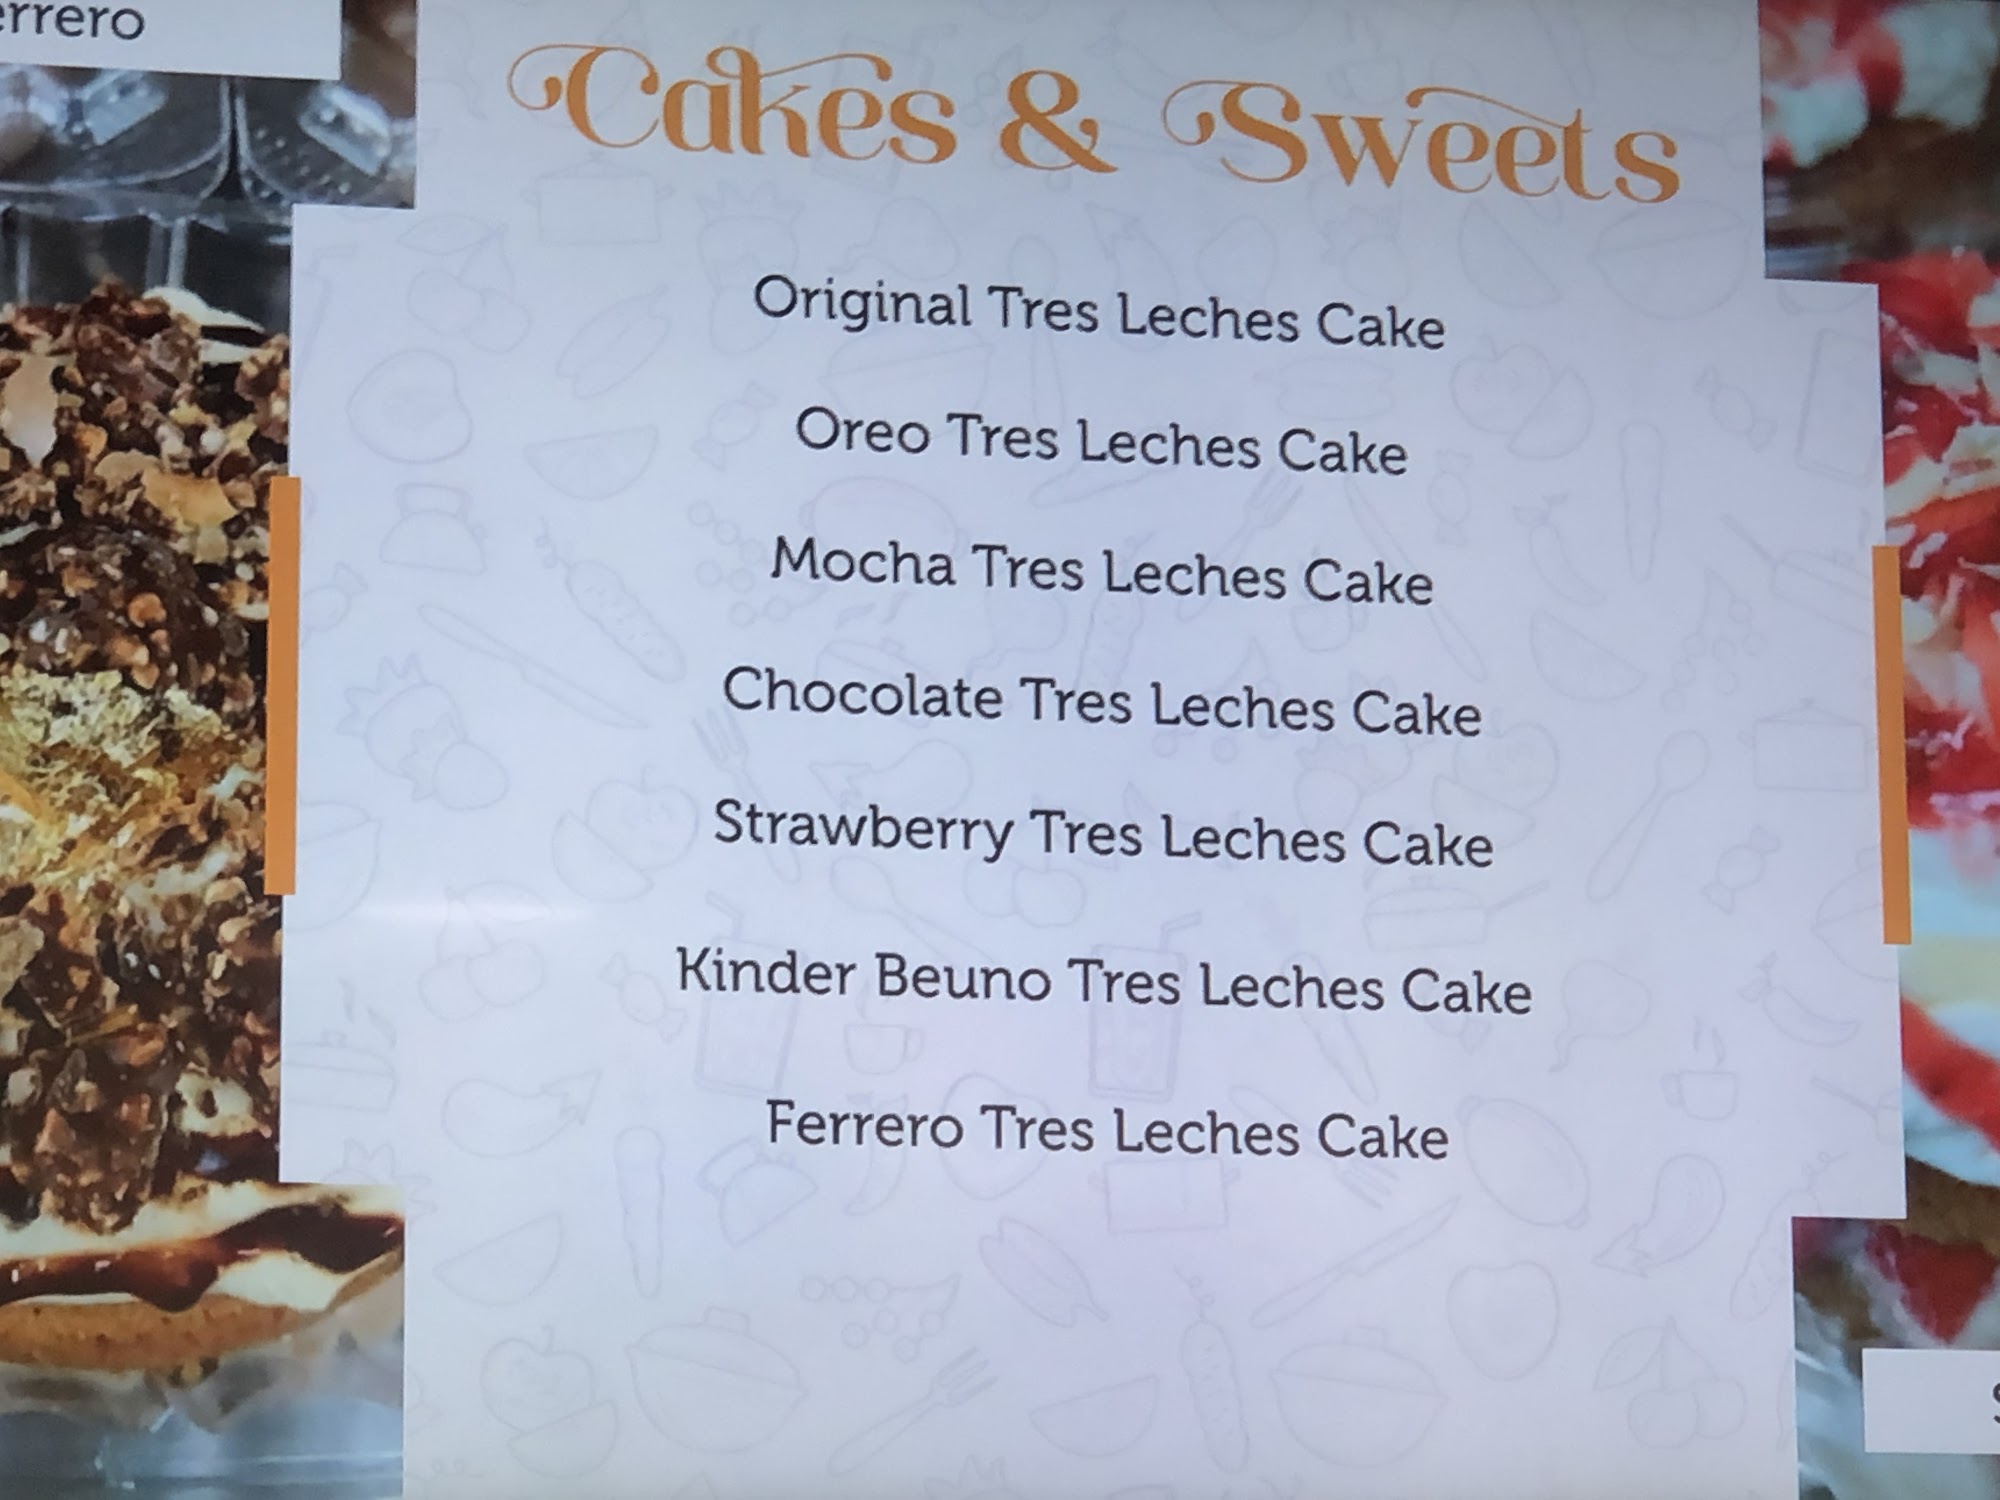 Cakes & Sweets
Original Tres Leches Cake
Oreo Tres Leches Cake
Mocha Tres Leches Cake
Chocolate Tres Leches Cake
Strawberry Tres Leches Cake
Kinder Beuno Tres Leches Cake
Ferrero Tres Leches Cake